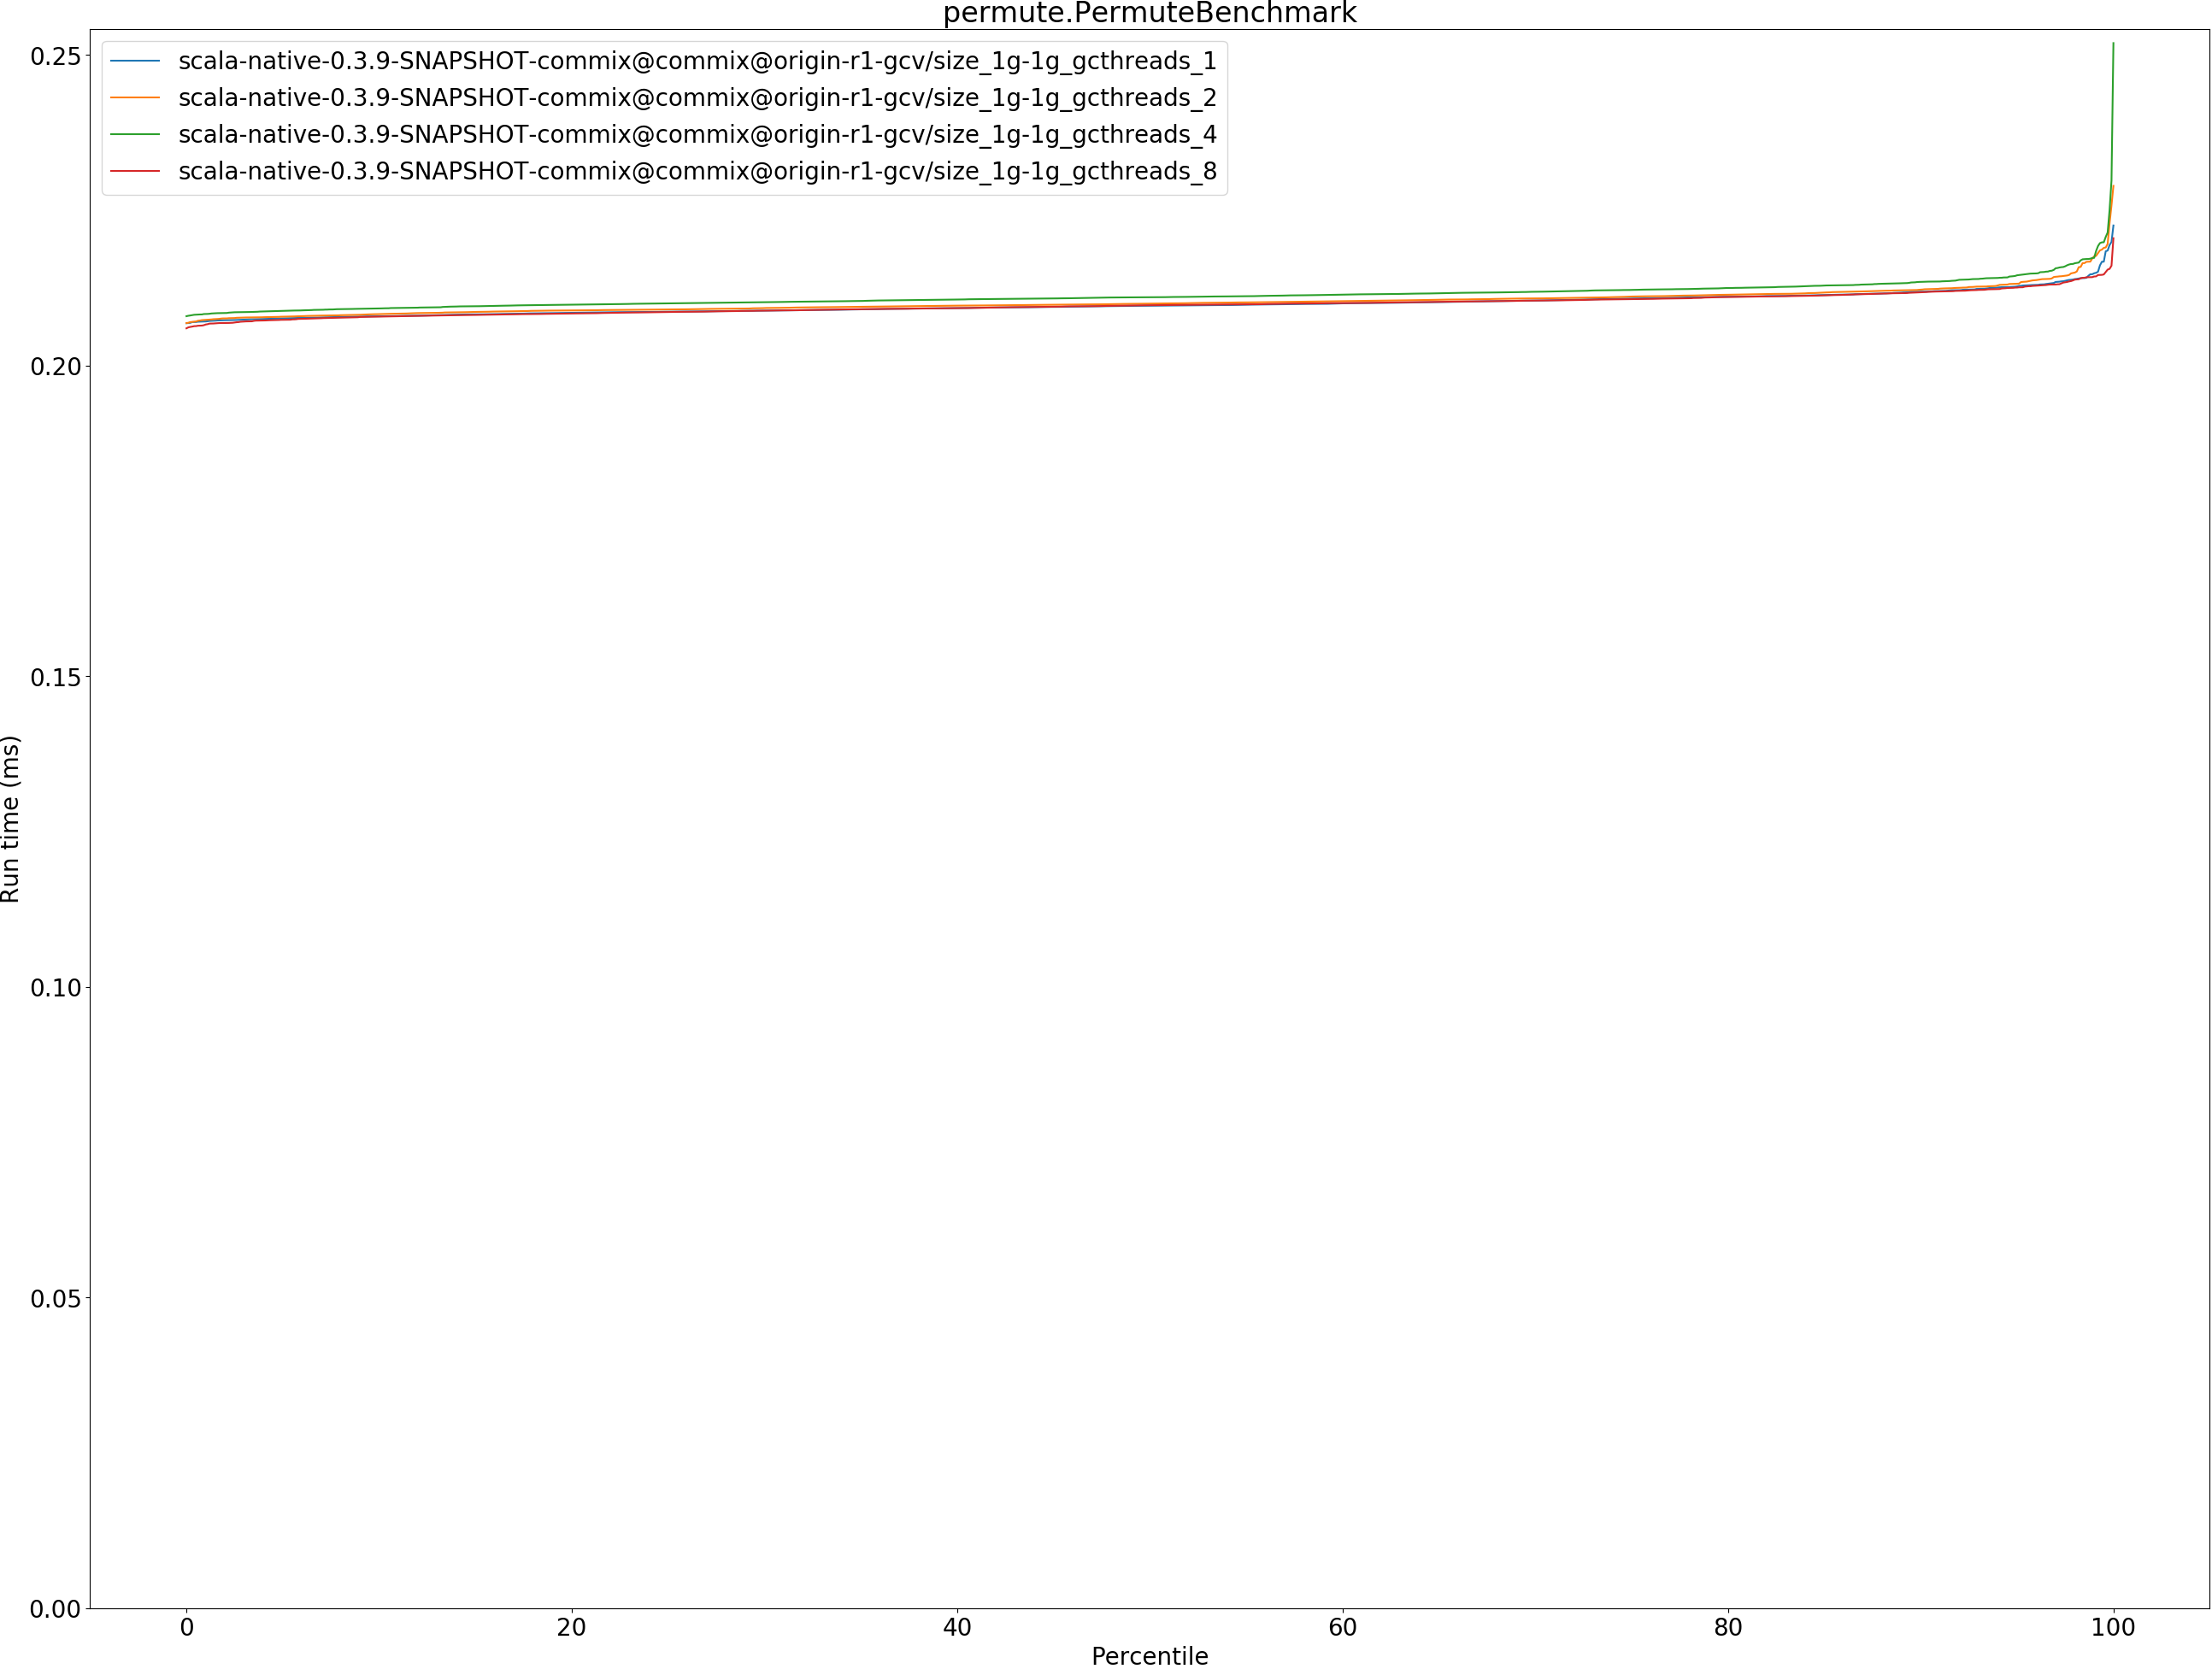 permute.PermuteBenchmark
scala-native-0.3.9-SNAPSHOT-commix@commix@origin-r1-gcv/size_1g-1g_gcthreads_1
scala-native-0.3.9-SNAPSHOT-commix@commix@origin-r1-gcv/size_1g-1g_gcthreads_2
scala-native-0.3.9-SNAPSHOT-commix@commix@origin-r1-gcv/size_1g-1g_gcthreads_4
scala-native-0.3.9-SNAPSHOT-commix@commix@origin-r1-gcv/size_1g-1g_gcthreads_8
0.25
0.20
0.15
0.10
0.05
0.00
Run time (ms)
0 20 40 60 80 100
Percentile